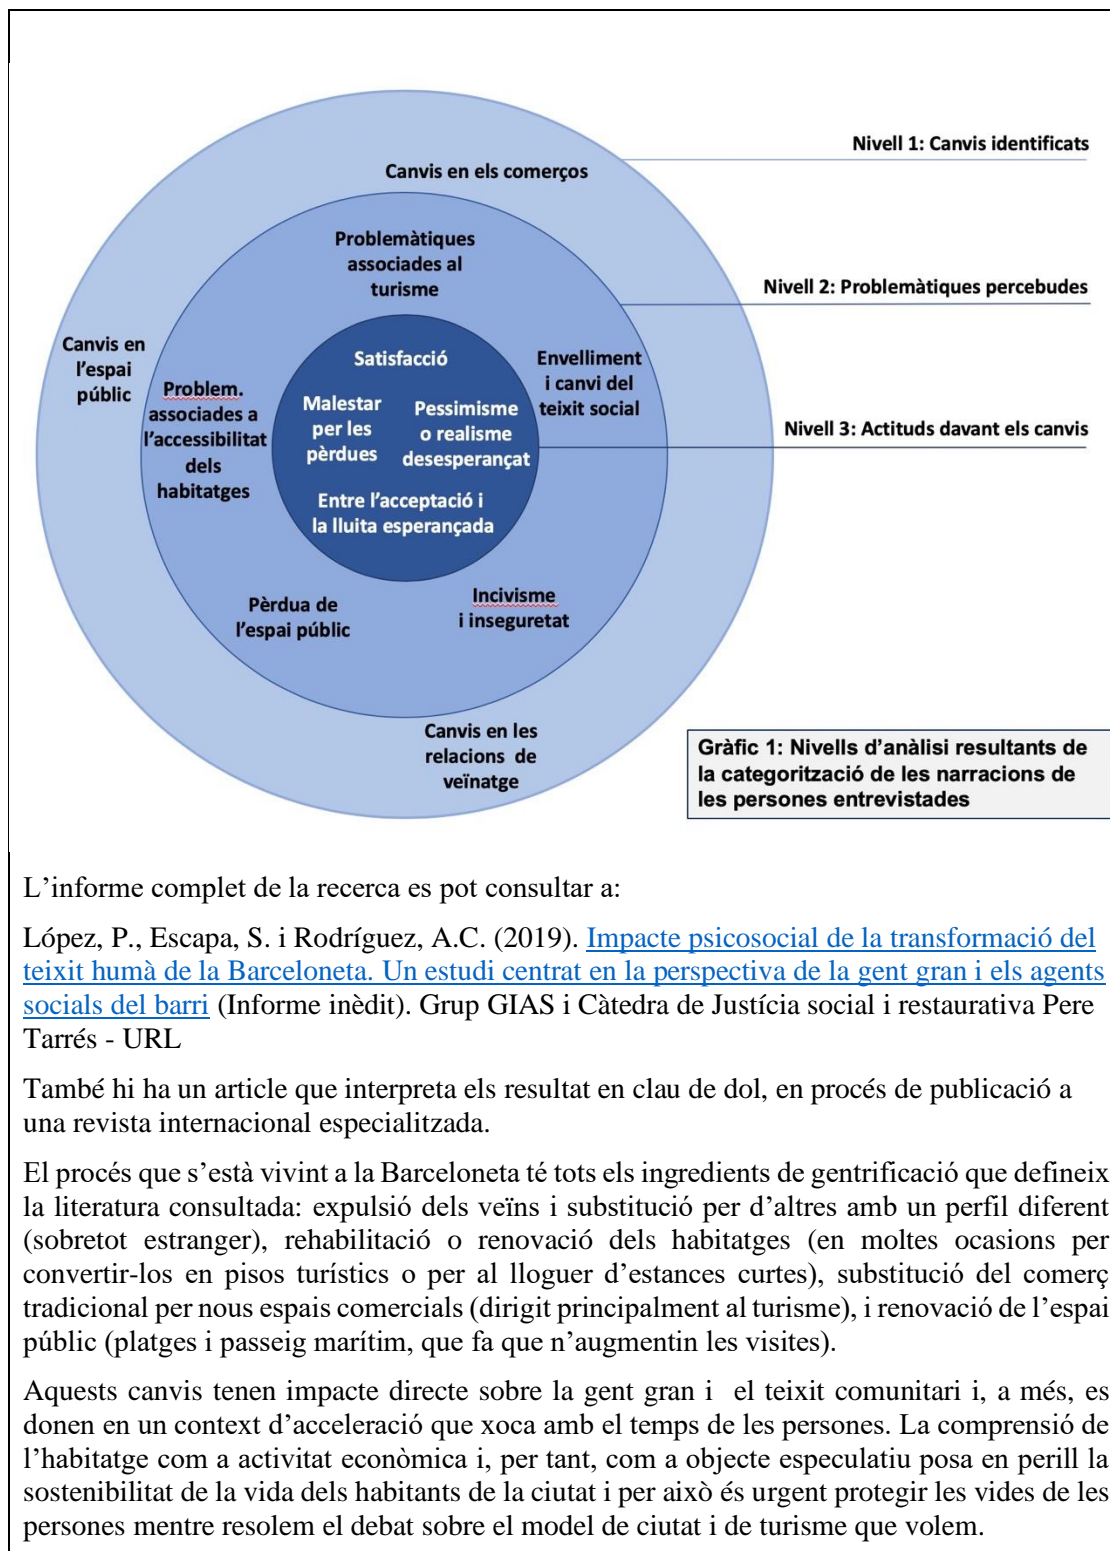 Nivell 1: Canvis identificats
Canvis en els comerços
Problemàtiques
associades al
turisme
Nivell 2: Problemàtiques percebudes
Canvis en
l’espai
públic
Satisfacció
Envelliment
i canvi del
teixit social
Problem.
associades a
l’accessibilitat
dels
habitatges
Malestar
per les
pèrdues
Pessimisme
o realisme
desesperançat
Nivell 3: Actituds davant els canvis
Entre l’acceptació i
la lluita esperançada
Pèrdua de
l’espai públic
Incivisme
i inseguretat
Canvis en les
relacions de
veïnatge
Gràfic 1: Nivells d’anàlisi resultants de
la categorització de les narracions de
les persones entrevistades
L’informe complet de la recerca es pot consultar a:
López, P., Escapa, S. i Rodríguez, A.C. (2019). Impacte psicosocial de la transformació del
teixit humà de la Barceloneta. Un estudi centrat en la perspectiva de la gent gran i els agents
socials del barri (Informe inèdit). Grup GIAS i Càtedra de Justícia social i restaurativa Pere
Tarrés - URL
També hi ha un article que interpreta els resultat en clau de dol, en procés de publicació a
una revista internacional especialitzada.
El procés que s’està vivint a la Barceloneta té tots els ingredients de gentrificació que defineix
la literatura consultada: expulsió dels veïns i substitució per d’altres amb un perfil diferent
(sobretot estranger), rehabilitació o renovació dels habitatges (en moltes ocasions per
convertir-los en pisos turístics o per al lloguer d’estances curtes), substitució del comerç
tradicional per nous espais comercials (dirigit principalment al turisme), i renovació de l’espai
públic (platges i passeig marítim, que fa que n’augmentin les visites).
Aquests canvis tenen impacte directe sobre la gent gran i el teixit comunitari i, a més, es
donen en un context d’acceleració que xoca amb el temps de les persones. La comprensió de
l’habitatge com a activitat econòmica i, per tant, com a objecte especulatiu posa en perill la
sostenibilitat de la vida dels habitants de la ciutat i per això és urgent protegir les vides de les
persones mentre resolem el debat sobre el model de ciutat i de turisme que volem.